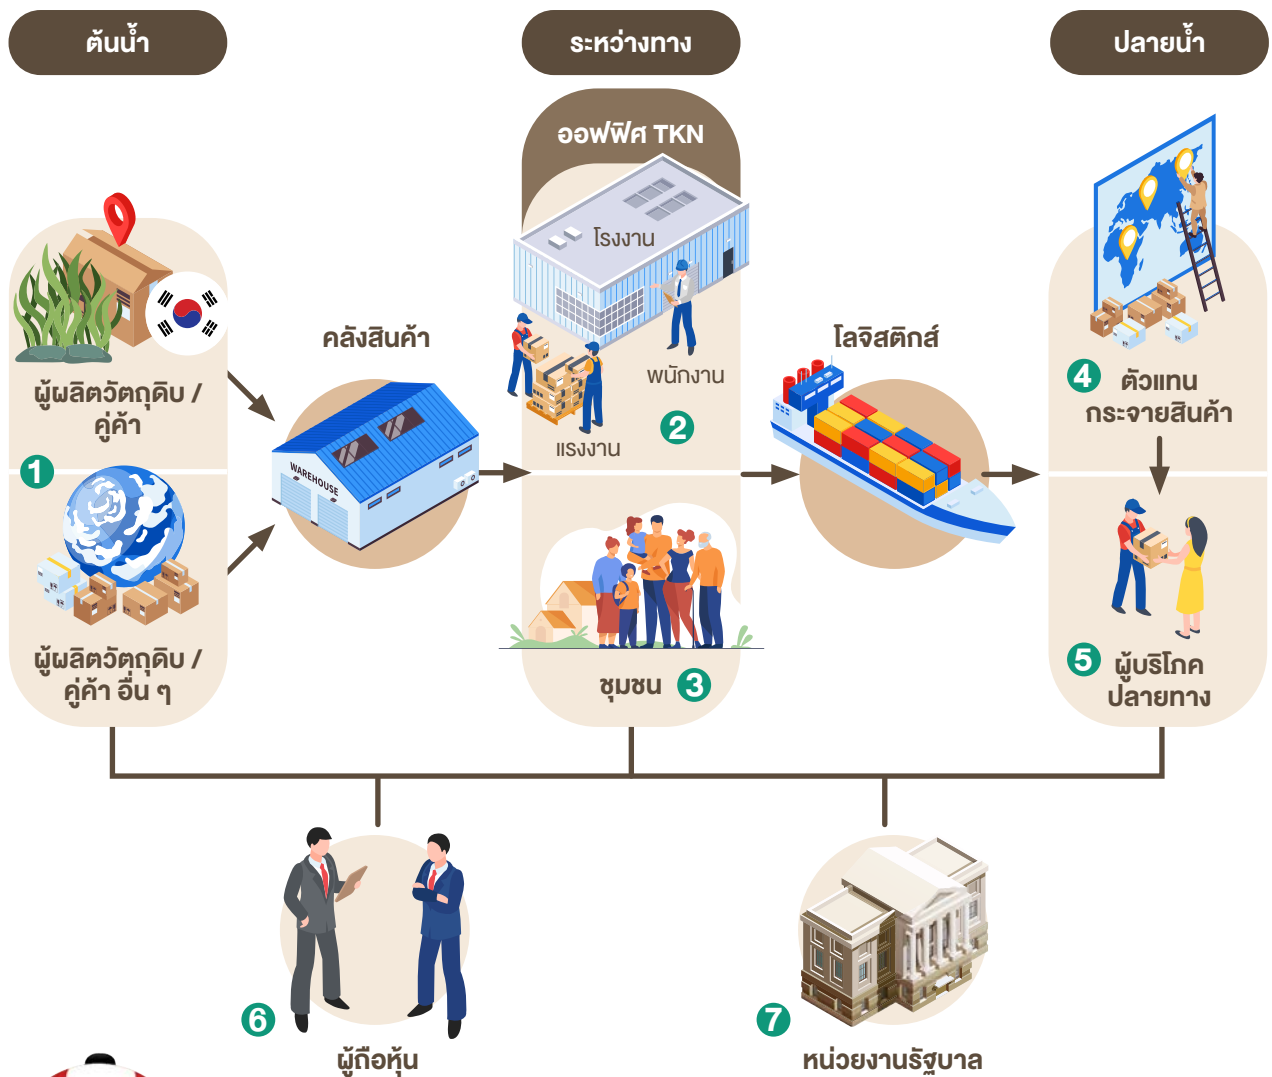 ต้นน้ำ
ระหว่างทาง
ปลายน้ำ
ออฟฟิศ TKN
โรงงาน
พนักงาน
แรงงาน
2
ผู้ผลิตวัตถุดิบ /
คู่ค้า
1
ผู้ผลิตวัตถุดิบ /
คู่ค้า อื่น ๆ
คลังสินค้า
WAREHOUSE
ชุมชน 3
โลจิสติกส์
4 ตัวแทน
กระจายสินค้า
5 ผู้บริโภค
ปลายทาง
6
ผู้ถือหุ้น
7
หน่วยงานรัฐบาล